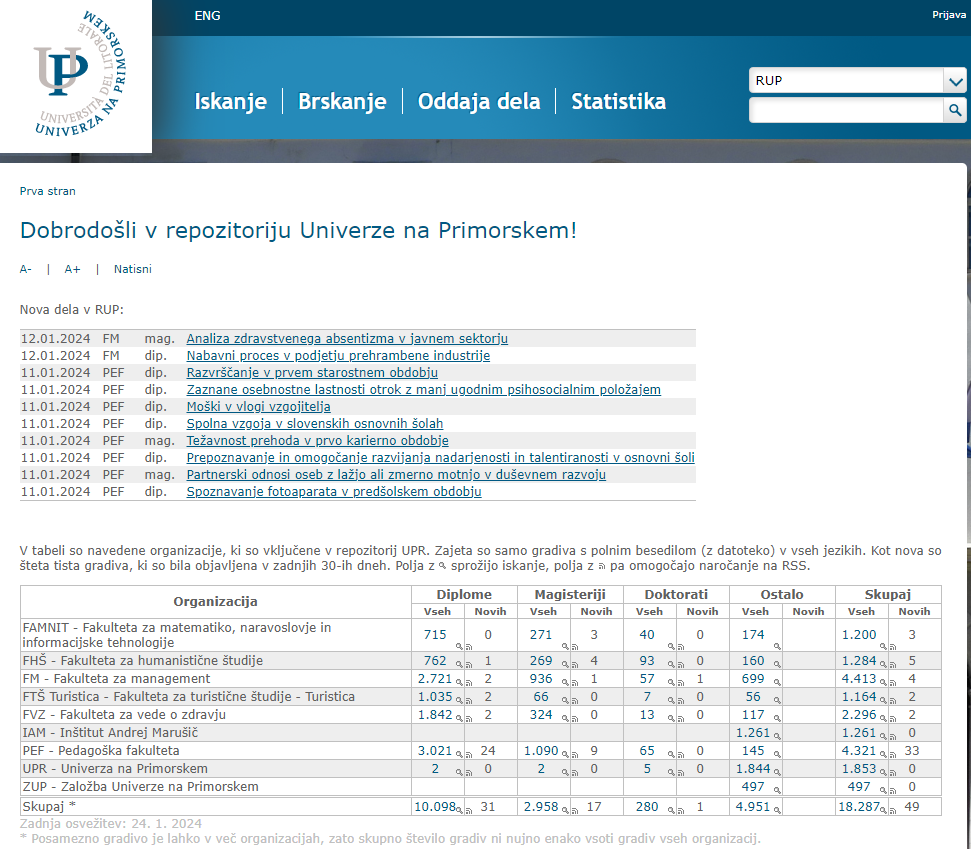 ENG
Prijava
UP
UNIVERSITÀ DEL LITORALE
UNIVERZA NA PRIMORSKEM
RUP
Iskanje | Brskanje | Oddaja dela | Statistika
Prva stran
Dobrodošli v repozitoriju Univerze na Primorskem!
A- | A+ | Natisni
Nova dela v RUP:
12.01.2024 FM mag. Analiza zdravstvenega absentizma v javnem sektorju
12.01.2024 FM dip. Nabavni proces v podjetju prehrambene industrije
11.01.2024 PEF dip. Razvrščanje v prvem starostnem obdobju
11.01.2024 PEF dip. Zaznane osebnostne lastnosti otrok z manj ugodnim psihosocialnim položajem
11.01.2024 PEF dip. Moški v vlogi vzgojitelja
11.01.2024 PEF dip. Spolna vzgoja v slovenskih osnovnih šolah
11.01.2024 PEF mag. Težavnost prehoda v prvo karierno obdobje
11.01.2024 PEF dip. Prepoznavanje in omogočanje razvijanja nadarjenosti in talentiranosti v osnovni šoli
11.01.2024 PEF mag. Partnerski odnosi oseb z lažjo ali zmerno motnjo v duševnem razvoju
11.01.2024 PEF dip. Spoznavanje fotoaparata v predšolskem obdobju
V tabeli so navedene organizacije, ki so vključene v repozitorij UPR. Zajeta so samo gradiva s polnim besedilom (z datoteko) v vseh jezikih. Kot nova so
šteta tista gradiva, ki so bila objavljena v zadnjih 30-ih dneh. Polja z sprožijo iskanje, polja z pa omogočajo naročanje na RSS.
Organizacija Diplome Magisteriji Doktorati Ostalo Skupaj
Vseh Novih Vseh Novih Vseh Novih Vseh Novih Vseh Novih
FAMNIT - Fakulteta za matematiko, naravoslovje in
informacijske tehnologije 715 0 271 3 40 0 174 1.200 3
FHŠ - Fakulteta za humanistične študije 762 1 269 4 93 0 160 1.284 5
FM - Fakulteta za management 2.721 2 936 1 57 1 699 4.413 4
FTŠ Turistica - Fakulteta za turistične študije - Turistica 1.035 2 66 0 7 0 56 1.164 2
FVZ - Fakulteta za vede o zdravju 1.842 2 324 0 13 0 117 2.296 2
IAM - Inštitut Andrej Marušič 1.261 1.261 0
PEF - Pedagoška fakulteta 3.021 24 1.090 9 65 0 145 4.321 33
UPR - Univerza na Primorskem 2 0 2 0 5 0 1.844 1.853 0
ZUP - Založba Univerze na Primorskem 497 497 0
Skupaj * 10.098 31 2.958 17 280 1 4.951 18.287 49
Zadnja osvežitev: 24. 1. 2024
* Posamezno gradivo je lahko v več organizacijah, zato skupno število gradiv ni nujno enako vsoti gradiv vseh organizacij.